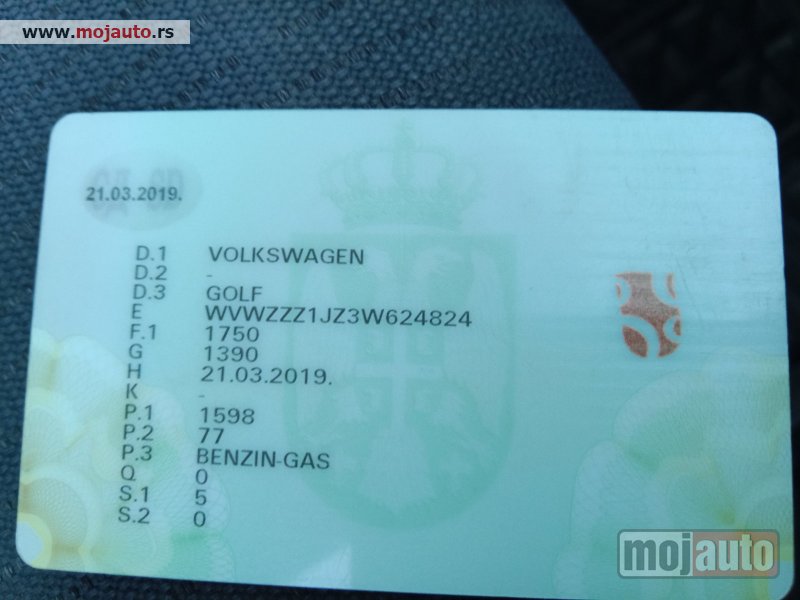 www.mojauto.rs
21.03.2019.
D.1 VOLKSWAGEN
D.2 -
D.3 GOLF
E WVWZZZ1JZ3W624824
F.1 1750
G 1390
H 21.03.2019.
K -
P.1 1598
P.2 77
P.3 BENZIN-GAS
Q 0
S.1 5
S.2 0
mojauto